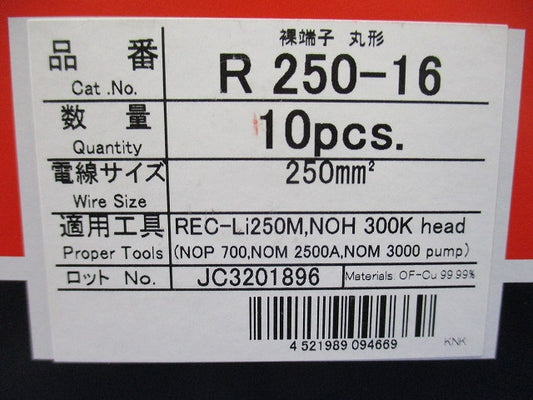 品番 裸端子 丸形
Cat .No. R 250-16
数量 10pcs.
Quantity
電線サイズ 250mm²
Wire Size
適用工具 REC-Li250M,NOH 300K head
Proper Tools (NOP 700,NOM 2500A,NOM 3000 pump)
ロット No. JC3201896 Materials: OF-Cu 99.99%
4 521989 094669
KNK